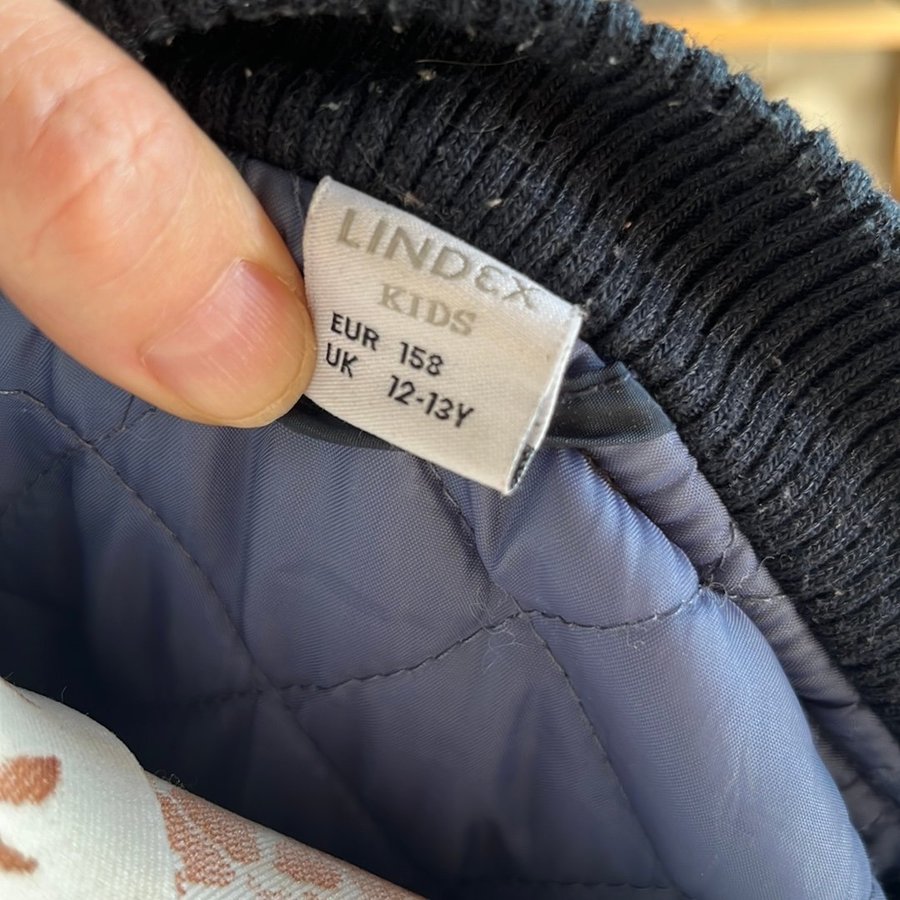 LINDEX
KIDS
EUR 158
UK 12-13Y